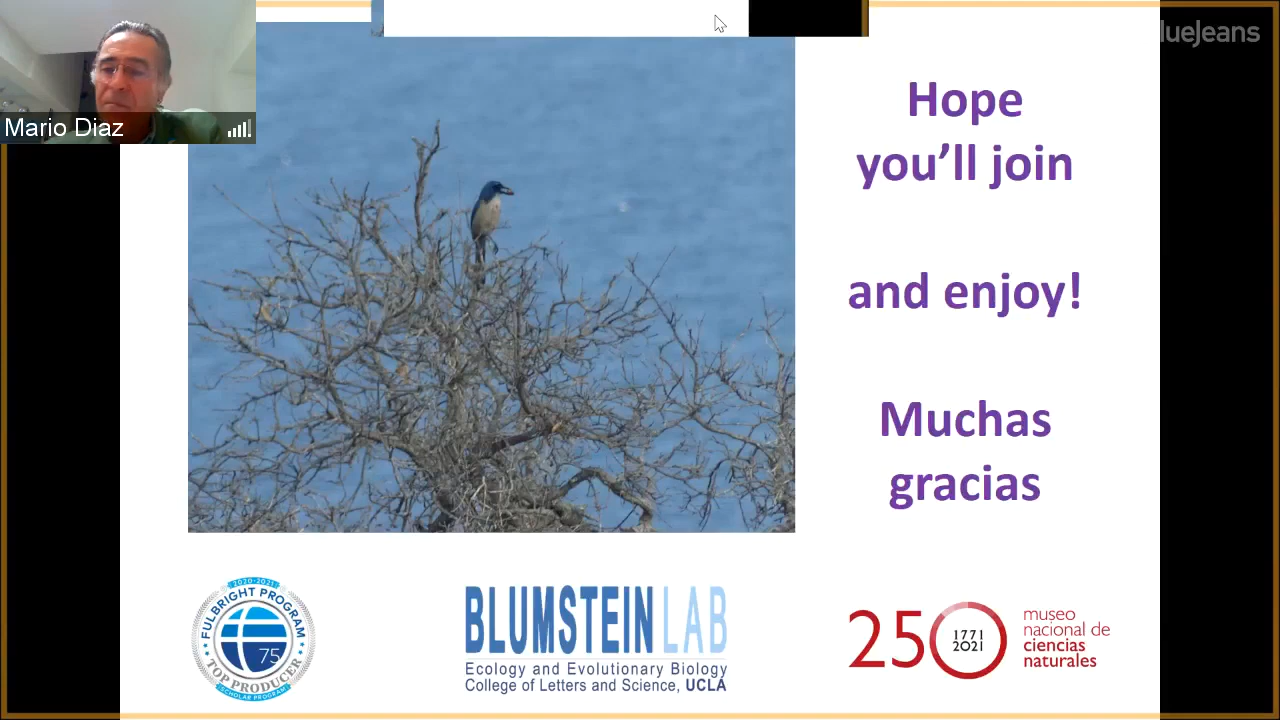 Mario Diaz
lueJeans
Hope
you'll join
and enjoy!
Muchas
gracias
2020-2021
FULBRIGHT PROGRAM
75
TOP PRODUCER
SCHOLAR PROGRAM
BLUMSTEIN LAB
Ecology and Evolutionary Biology
College of Letters and Science, UCLA
250
1771
2021
museo
nacional de
ciencias
naturales